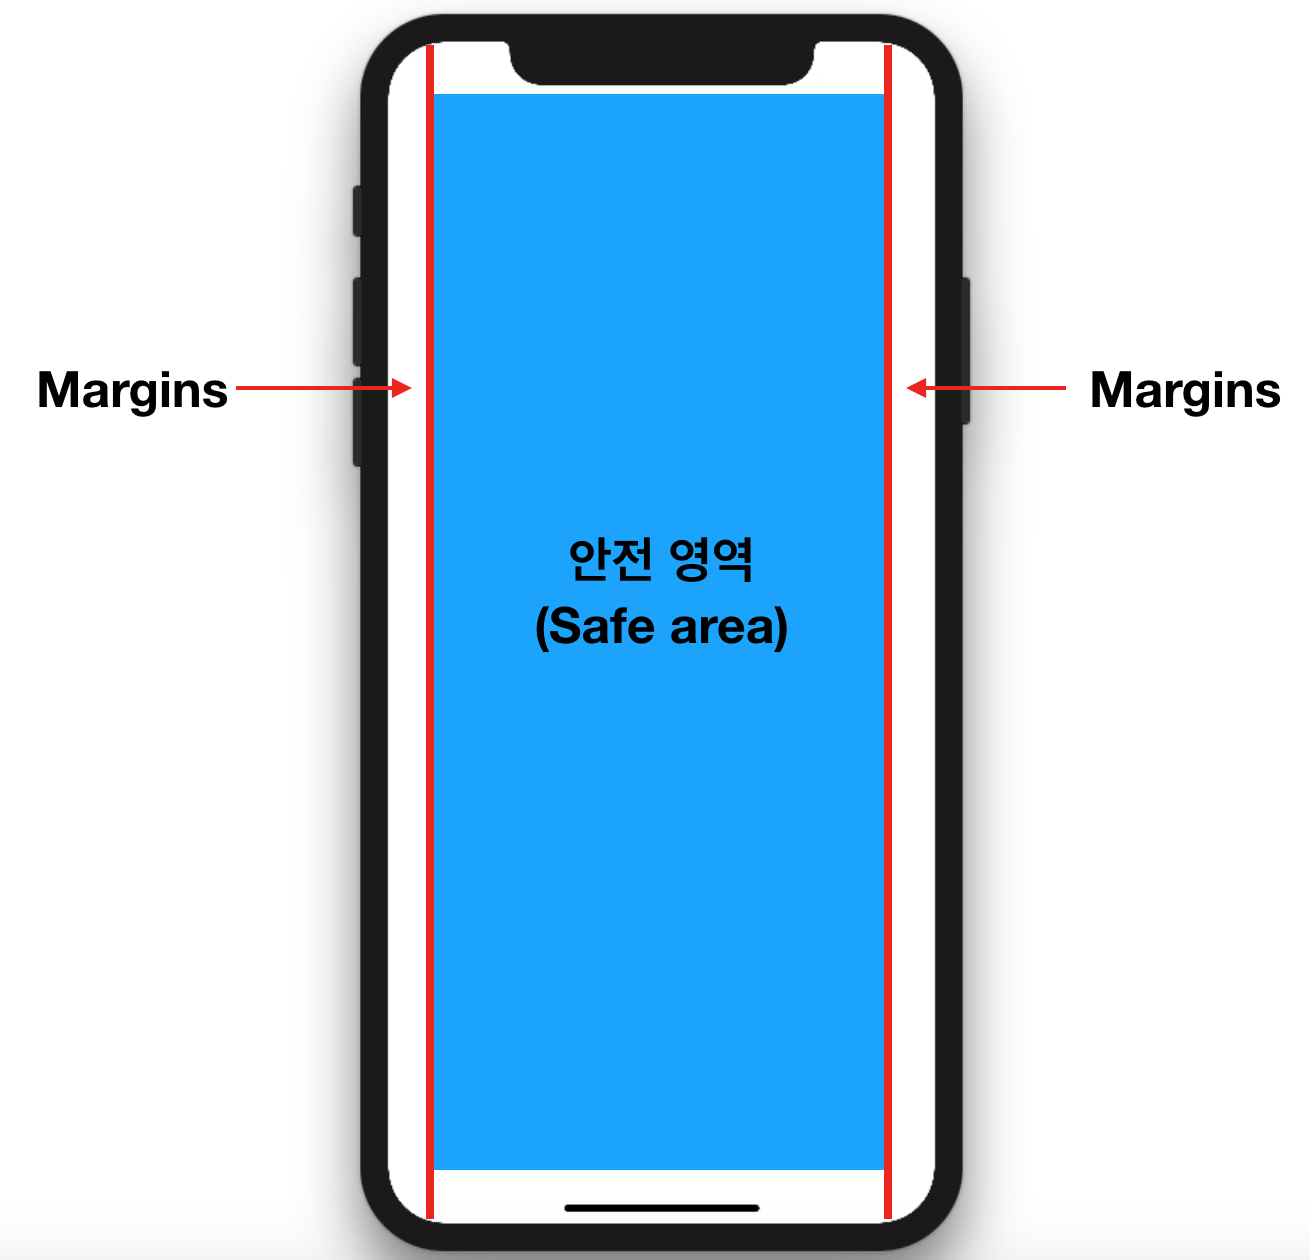 Margins
Margins
안전 영역
(Safe area)